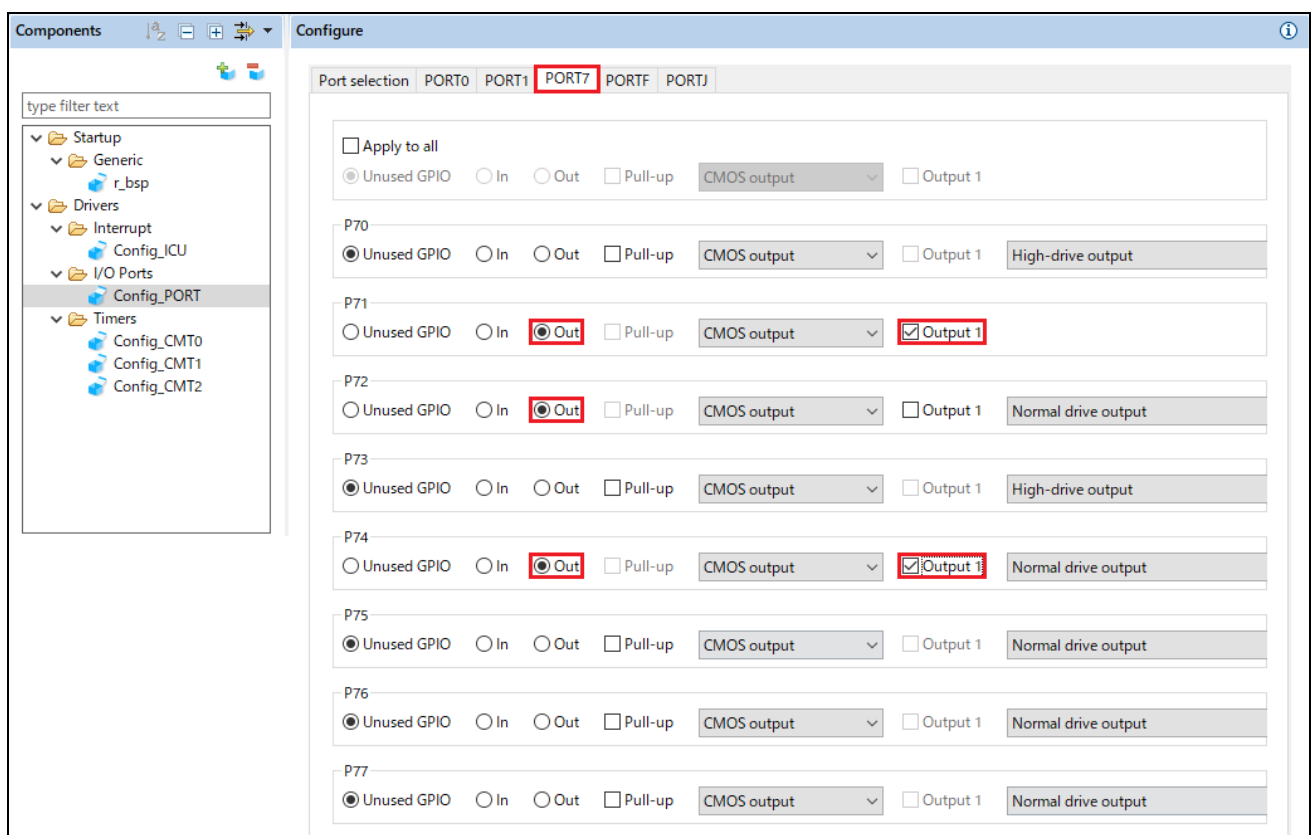 Components
Configure
type filter text
Startup
Generic
r_bsp
Drivers
Interrupt
Config_ICU
I/O Ports
Config_PORT
Timers
Config_CMT0
Config_CMT1
Config_CMT2
Port selection PORT0 PORT1 PORT7 PORTF PORTJ
Apply to all
Unused GPIO In Out Pull-up CMOS output Output 1
P70
Unused GPIO In Out Pull-up CMOS output Output 1 High-drive output
P71
Unused GPIO In Out Pull-up CMOS output Output 1
P72
Unused GPIO In Out Pull-up CMOS output Output 1 Normal drive output
P73
Unused GPIO In Out Pull-up CMOS output Output 1 High-drive output
P74
Unused GPIO In Out Pull-up CMOS output Output 1 Normal drive output
P75
Unused GPIO In Out Pull-up CMOS output Output 1 Normal drive output
P76
Unused GPIO In Out Pull-up CMOS output Output 1 Normal drive output
P77
Unused GPIO In Out Pull-up CMOS output Output 1 Normal drive output